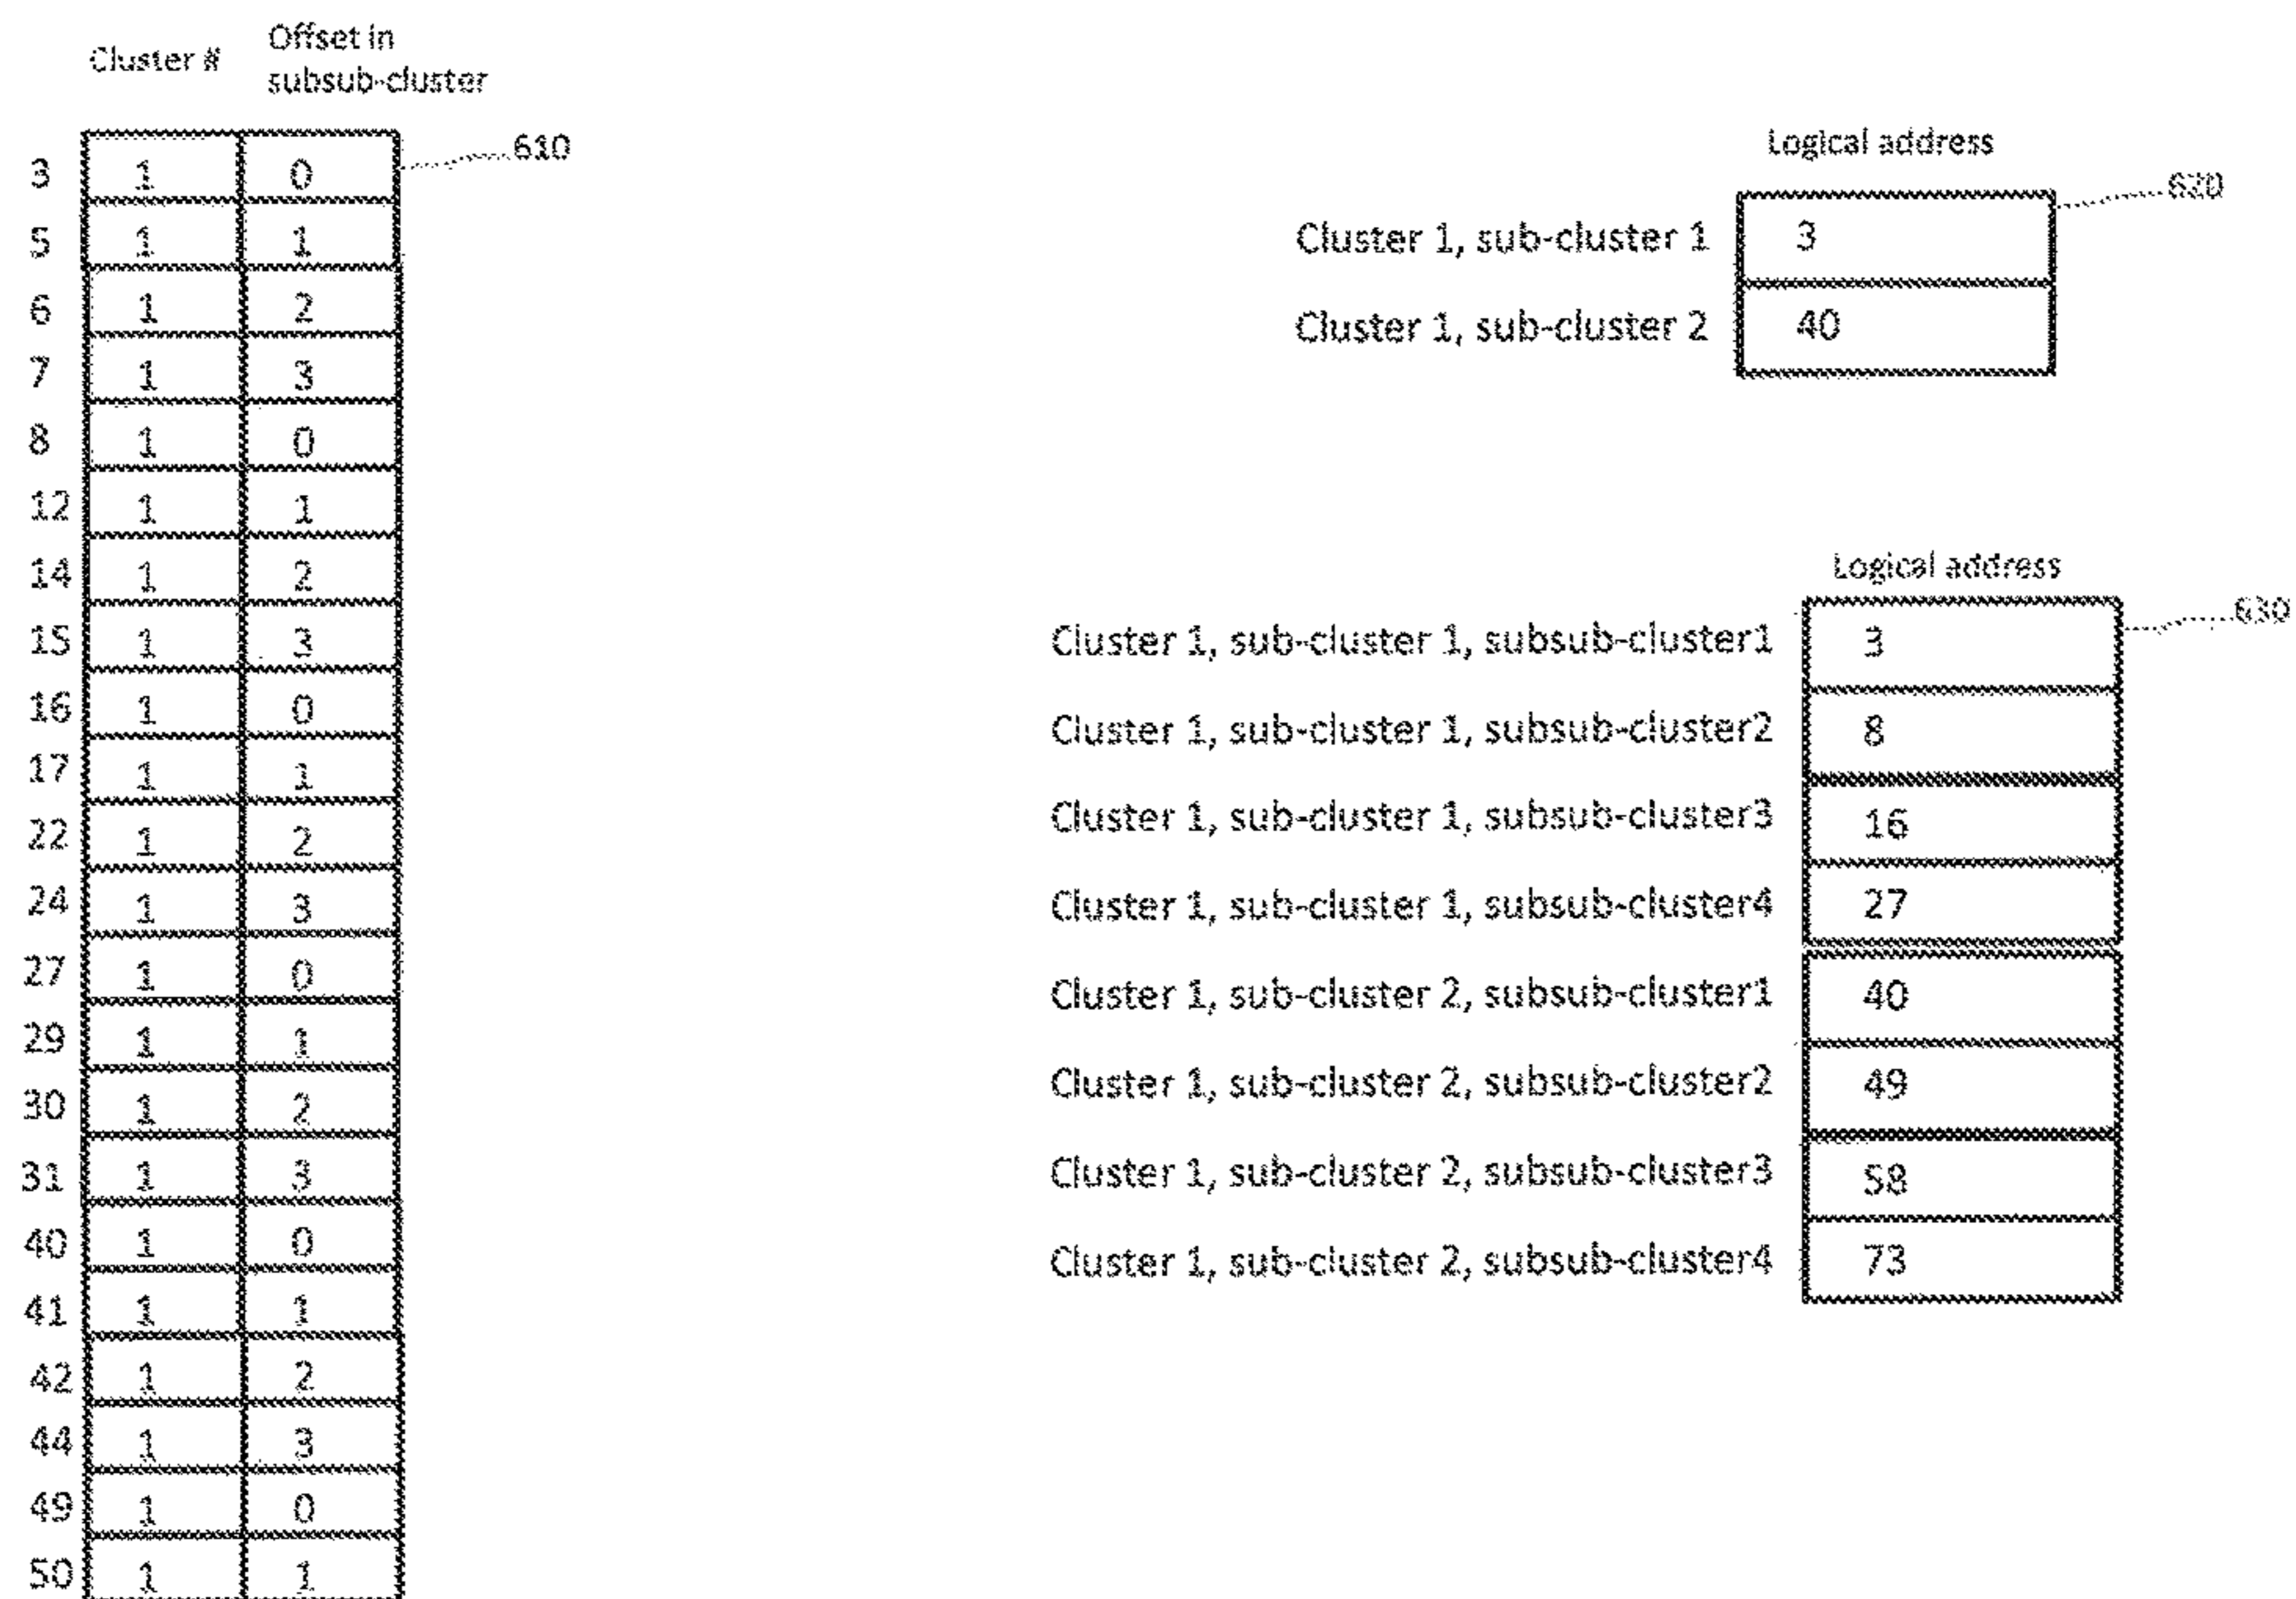 Cluster # Offset in
subsub-cluster
610
3 1 0
5 1 1
6 1 2
7 1 3
8 1 0
12 1 1
14 1 2
15 1 3
16 1 0
17 1 1
22 1 2
24 1 3
27 1 0
29 1 1
30 1 2
31 1 3
40 1 0
41 1 1
42 1 2
44 1 3
49 1 0
50 1 1
Logical address
620
Cluster 1, sub-cluster 1 3
Cluster 1, sub-cluster 2 40
Logical address
630
Cluster 1, sub-cluster 1, subsub-cluster1 3
Cluster 1, sub-cluster 1, subsub-cluster2 8
Cluster 1, sub-cluster 1, subsub-cluster3 16
Cluster 1, sub-cluster 1, subsub-cluster4 27
Cluster 1, sub-cluster 2, subsub-cluster1 40
Cluster 1, sub-cluster 2, subsub-cluster2 49
Cluster 1, sub-cluster 2, subsub-cluster3 58
Cluster 1, sub-cluster 2, subsub-cluster4 73